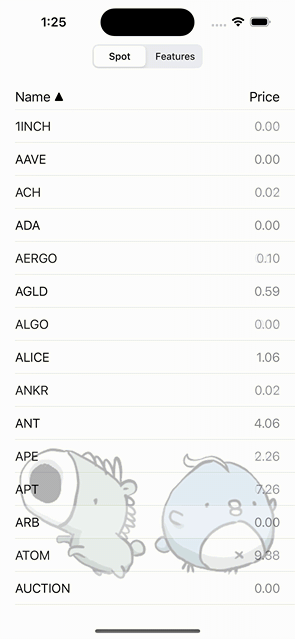 1:25
Spot Features
Name ▲ Price
1INCH 0.00
AAVE 0.00
ACH 0.02
ADA 0.00
AERGO 0.10
AGLD 0.59
ALGO 0.00
ALICE 1.06
ANKR 0.02
ANT 4.06
APE 2.26
APT 7.26
ARB 0.00
ATOM 9.38
AUCTION 0.00